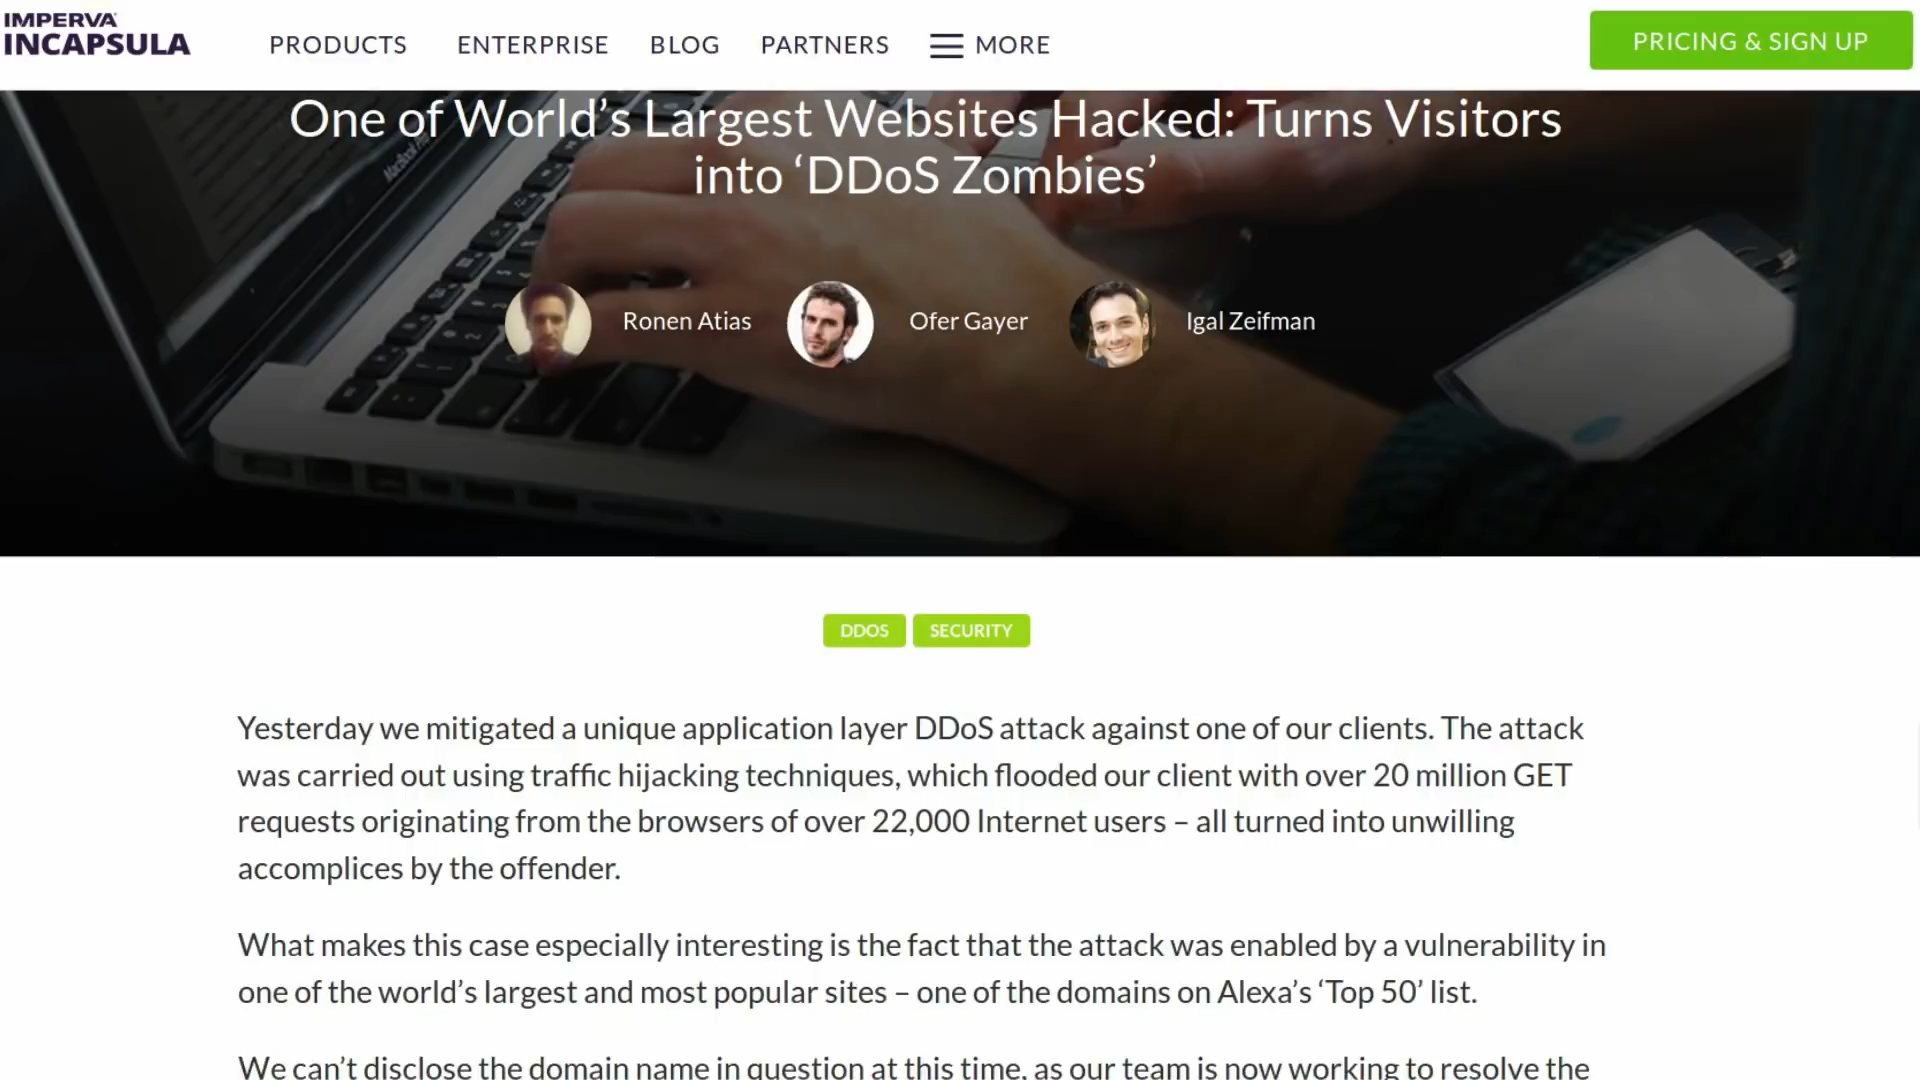 IMPERVA
INCAPSULA
PRODUCTS ENTERPRISE BLOG PARTNERS MORE PRICING & SIGN UP
One of World’s Largest Websites Hacked: Turns Visitors
into ‘DDoS Zombies’
MacBook Pro
Ronen Atias Ofer Gayer Igal Zeifman
DDOS SECURITY
Yesterday we mitigated a unique application layer DDoS attack against one of our clients. The attack
was carried out using traffic hijacking techniques, which flooded our client with over 20 million GET
requests originating from the browsers of over 22,000 Internet users – all turned into unwilling
accomplices by the offender.
What makes this case especially interesting is the fact that the attack was enabled by a vulnerability in
one of the world’s largest and most popular sites – one of the domains on Alexa’s ‘Top 50’ list.
We can’t disclose the domain name in question at this time, as our team is now working to resolve the